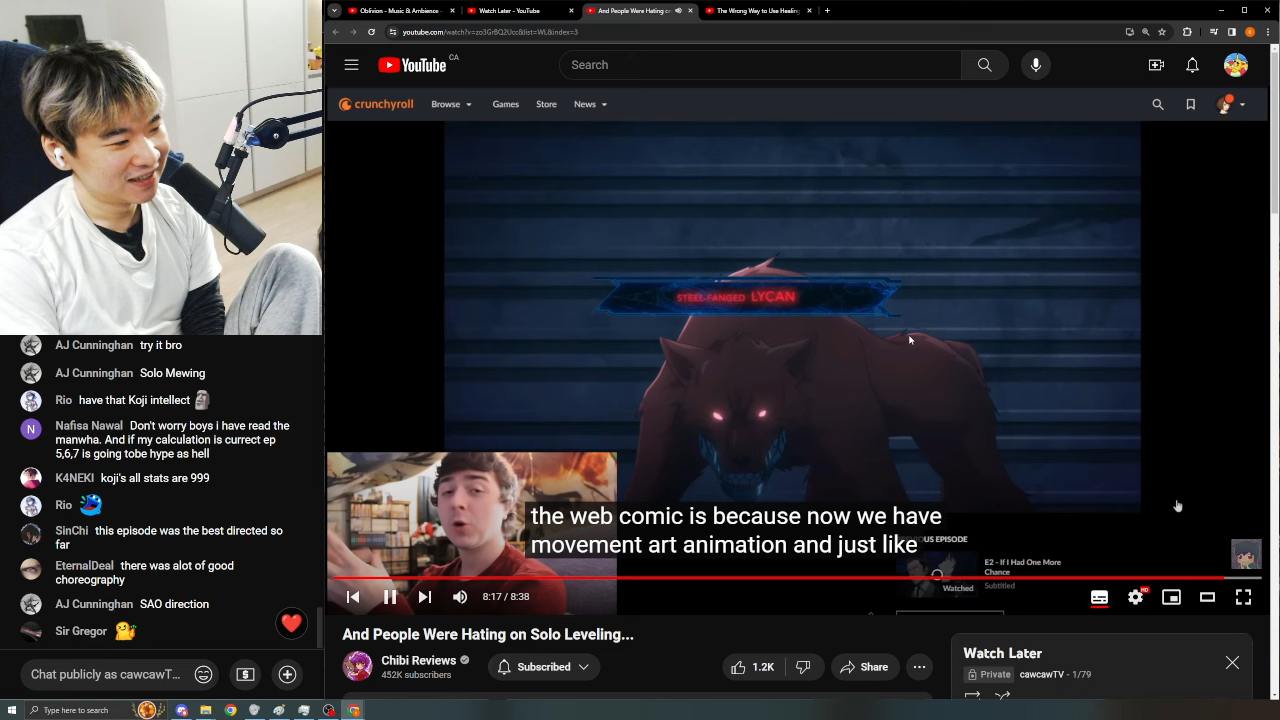 Oblivion - Music & Ambience -
Watch Later - YouTube
And People Were Hating on
The Wrong Way to Use Healing
youtube.com/watch?v=zo3GrBQ2Ucc&list=WL&index=3
YouTube CA
Search
crunchyroll
Browse
Games
Store
News
STEEL-FANGED LYCAN
AJ Cunninghan try it bro
AJ Cunninghan Solo Mewing
Rio have that Koji intellect
N
Nafisa Nawal Don't worry boys i have read the
manwha. And if my calculation is currect ep
5,6,7 is going tobe hype as hell
K4NEKI koji's all stats are 999
Rio
SinChi this episode was the best directed so
far
EternalDeal there was alot of good
choreography
AJ Cunninghan SAO direction
Sir Gregor
Chat publicly as cawcawT...
the web comic is because now we have
movement art animation and just like
EPISODE
E2 - If I Had One More
Chance
Watched
Subtitled
8:17 / 8:38
HD
And People Were Hating on Solo Leveling...
Chibi Reviews
452K subscribers
Subscribed
1.2K
Share
Watch Later
Private cawcawTV - 1/79
Type here to search